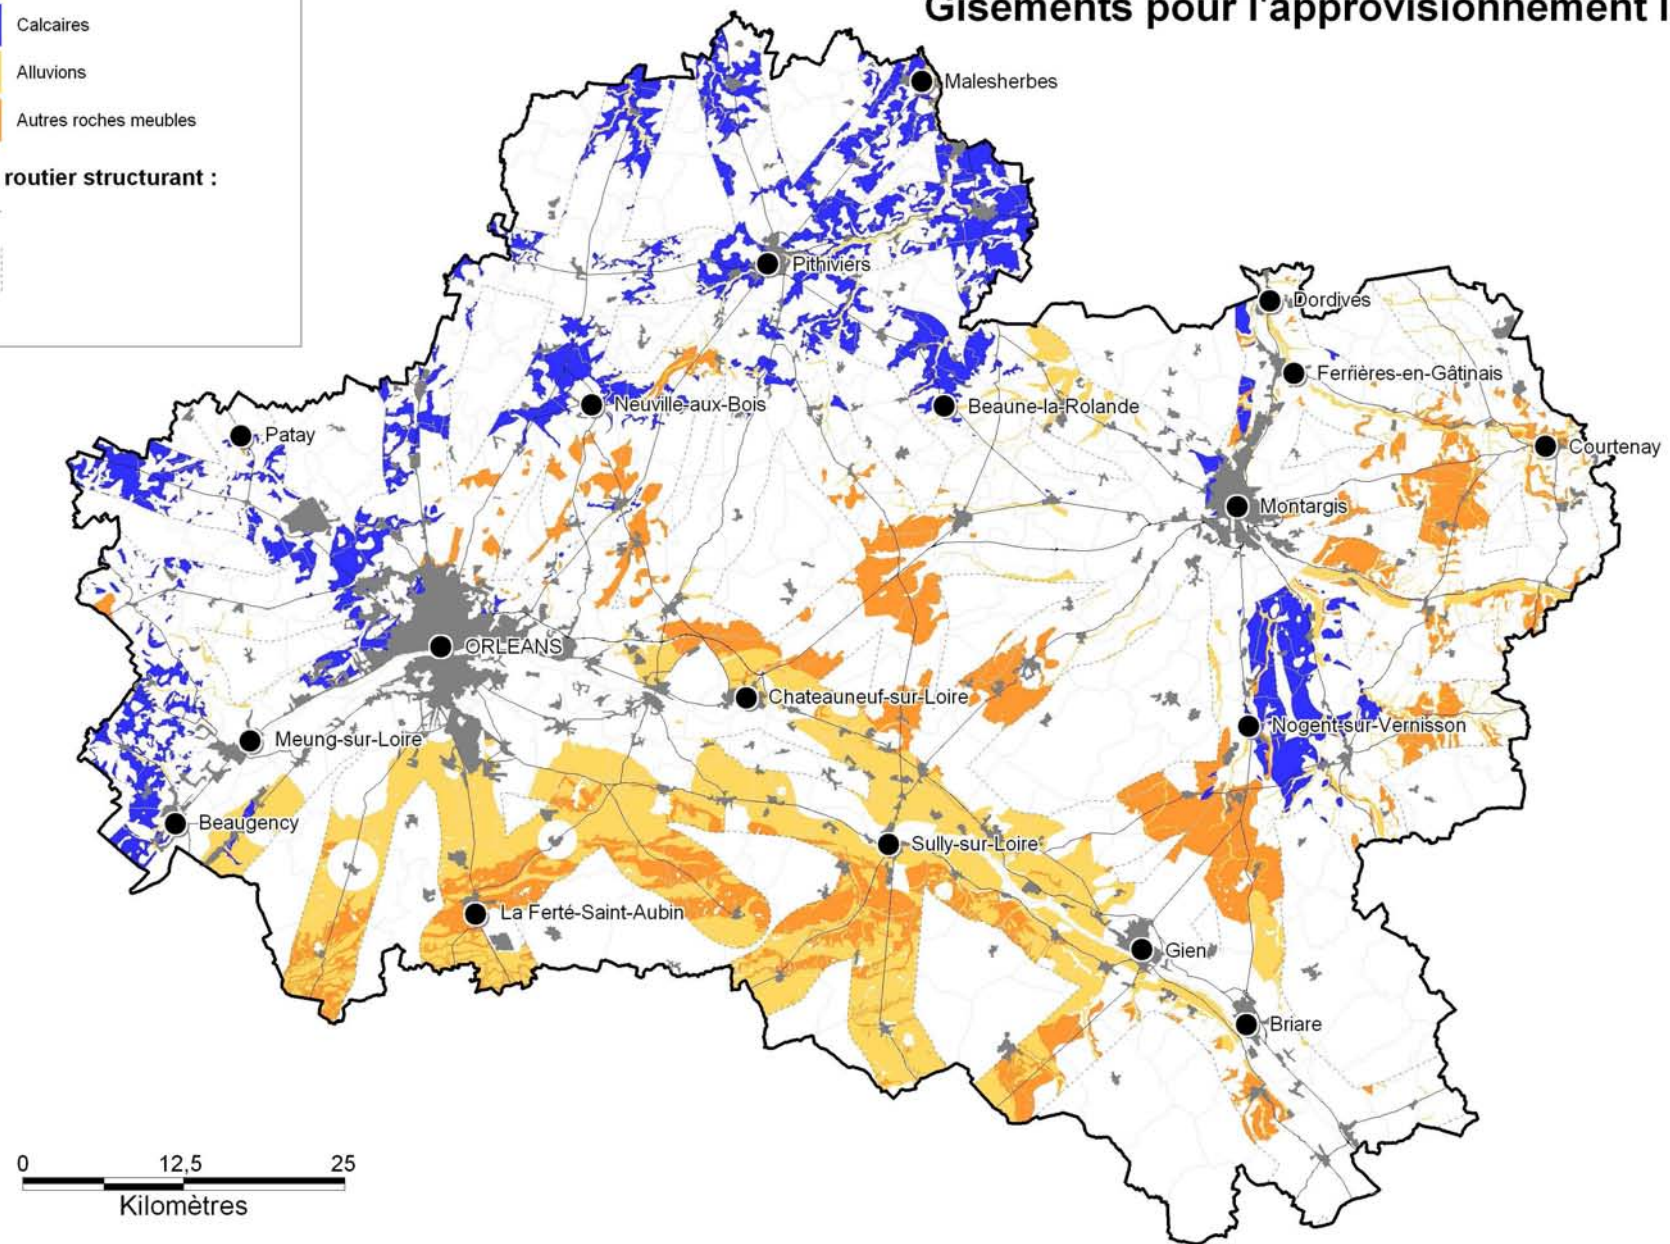 Gisements pour l'approvisionnement
Calcaires
Alluvions
Autres roches meubles
routier structurant :
Malesherbes
Pithiviers
Dordives
Ferrières-en-Gâtinais
Neuville-aux-Bois
Beaune-la-Rolande
Patay
Courtenay
Montargis
ORLEANS
Chateauneuf-sur-Loire
Nogent-sur-Vernisson
Meung-sur-Loire
Beaugency
Sully-sur-Loire
La Ferté-Saint-Aubin
Gien
Briare
0 12,5 25
Kilomètres